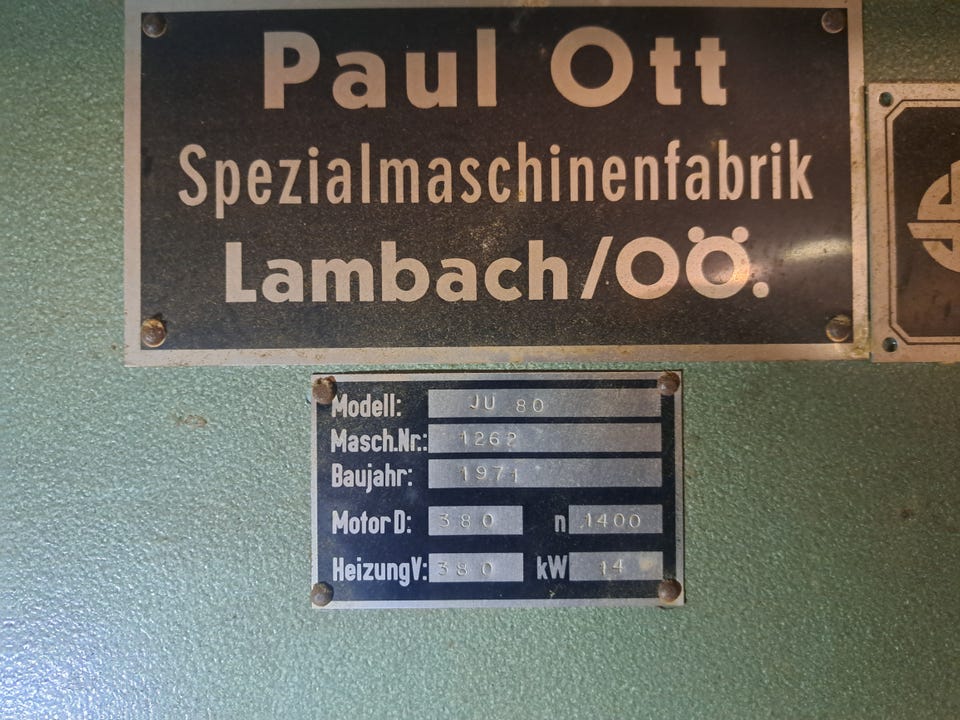 Paul Ott
Spezialmaschinenfabrik
Lambach/OÖ.
Modell: JU 80
Masch.Nr.: 1262
Baujahr: 1971
Motor D: 380 n 1400
Heizung V: 380 kW 14